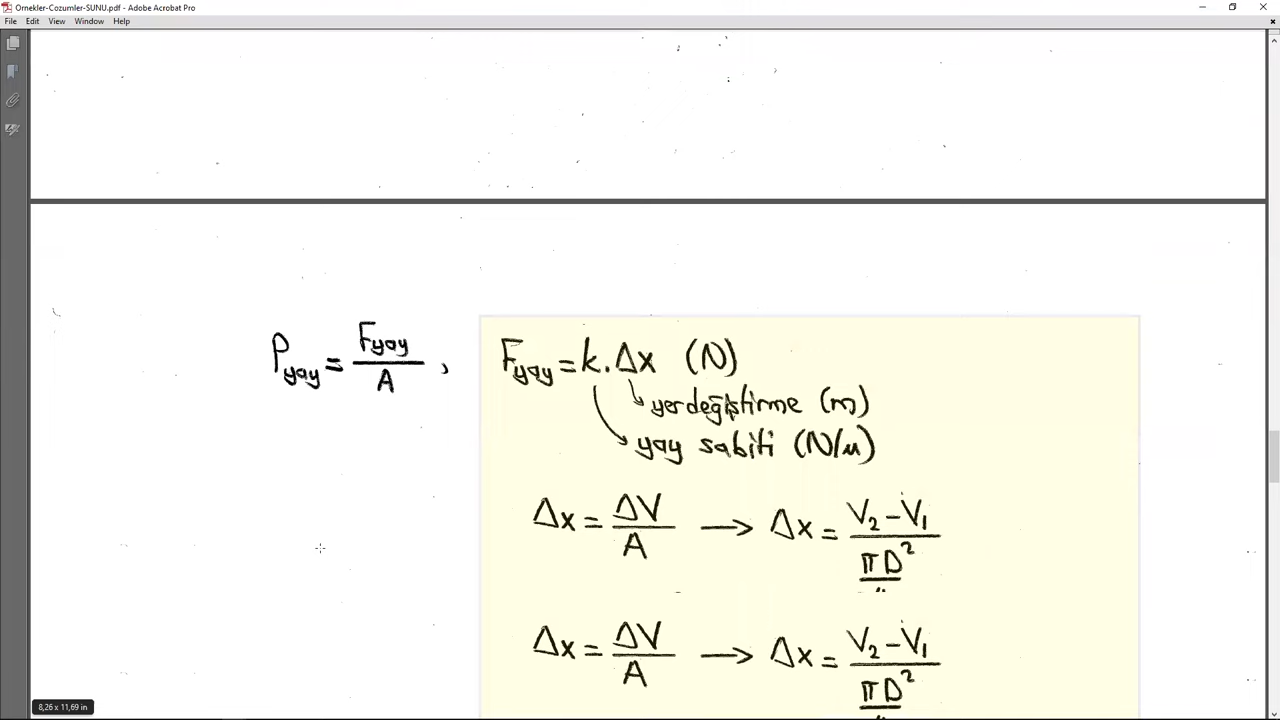 Ornekler-Cozumler-SUNU.pdf - Adobe Acrobat Pro
File Edit View Window Help
P_yay = F_yay / A , F_yay = k . Δx (N)
yerdeğiştirme (m)
yay sabiti (N/m)
Δx = ΔV / A → Δx = V₂ - V₁ / πD²
Δx = ΔV / A → Δx = V₂ - V₁ / πD²
8,26 x 11,69 in